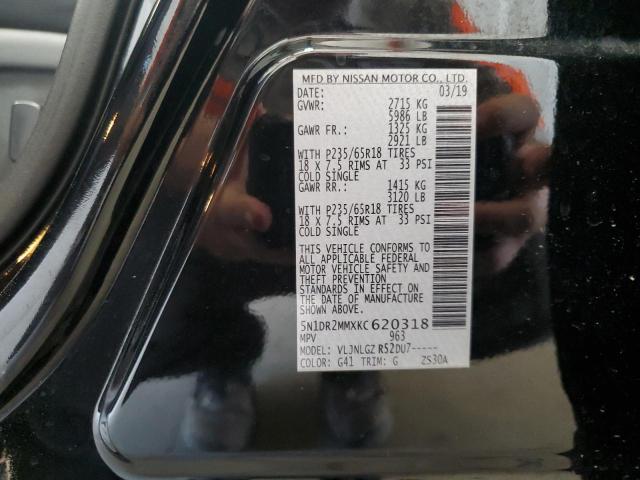 MFD BY NISSAN MOTOR CO., LTD.
DATE: 03/19
GVWR: 2715 KG
5986 LB
GAWR FR.: 1325 KG
2921 LB
WITH P235/65R18 TIRES
18 X 7.5 RIMS AT 33 PSI
COLD SINGLE
GAWR RR.: 1415 KG
3120 LB
WITH P235/65R18 TIRES
18 X 7.5 RIMS AT 33 PSI
COLD SINGLE
THIS VEHICLE CONFORMS TO
ALL APPLICABLE FEDERAL
MOTOR VEHICLE SAFETY AND
THEFT PREVENTION
STANDARDS IN EFFECT ON
THE DATE OF MANUFACTURE
SHOWN ABOVE.
5N1DR2MMXKC620318
MPV 963
MODEL: VLJNLGZ R52DU7-----
COLOR: G41 TRIM: G ZS30A